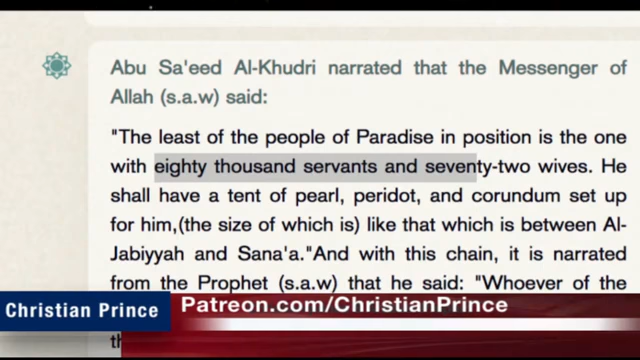 Abu Sa'eed Al-Khudri narrated that the Messenger of
Allah (s.a.w) said:
"The least of the people of Paradise in position is the one
with eighty thousand servants and seventy-two wives. He
shall have a tent of pearl, peridot, and corundum set up
for him,(the size of which is) like that which is between Al-
Jabiyyah and Sana'a."And with this chain, it is narrated
from the Prophet (s.a.w) that he said: "Whoever of the
Christian Prince
Patreon.com/ChristianPrince